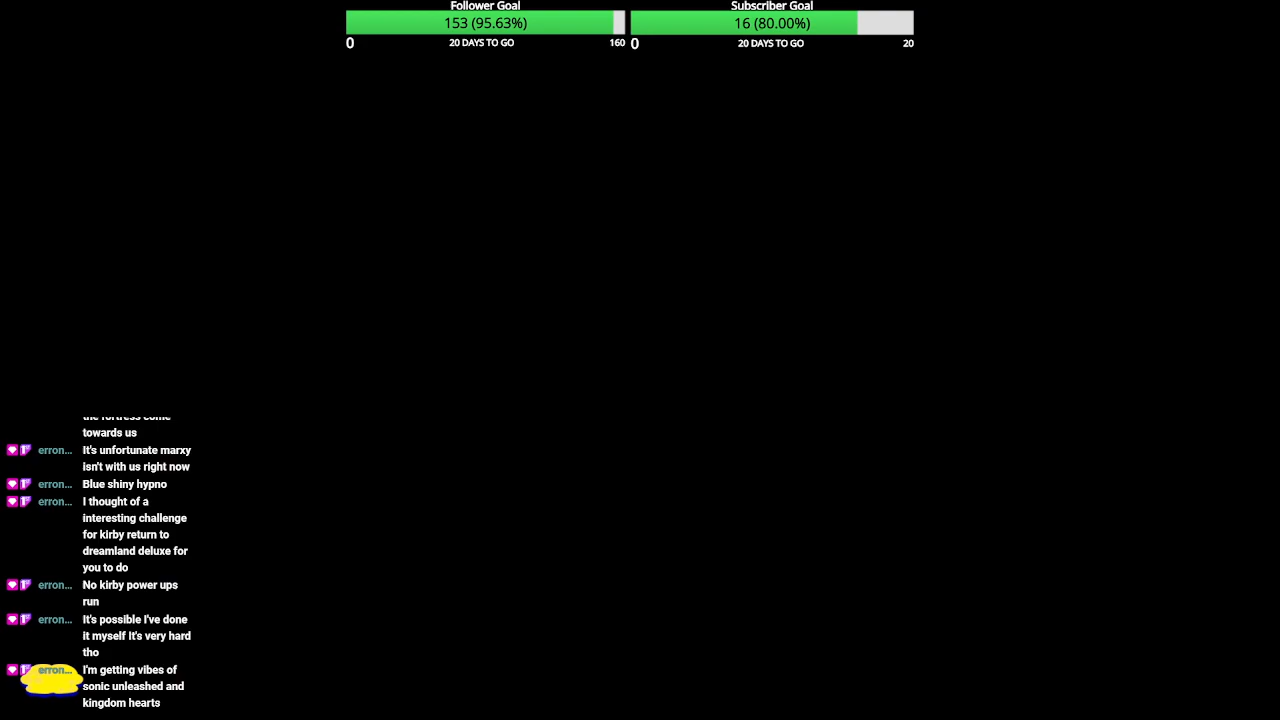 Follower Goal
153 (95.63%)
0
20 DAYS TO GO
160
Subscriber Goal
16 (80.00%)
0
20 DAYS TO GO
20
the fortress come
towards us
erron... It's unfortunate marxy
isn't with us right now
erron... Blue shiny hypno
erron... I thought of a
interesting challenge
for kirby return to
dreamland deluxe for
you to do
erron... No kirby power ups
run
erron... It's possible I've done
it myself It's very hard
tho
erron... I'm getting vibes of
sonic unleashed and
kingdom hearts